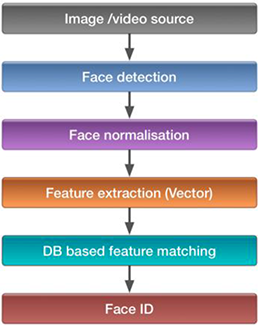 Image /video source
Face detection
Face normalisation
Feature extraction (Vector)
DB based feature matching
Face ID